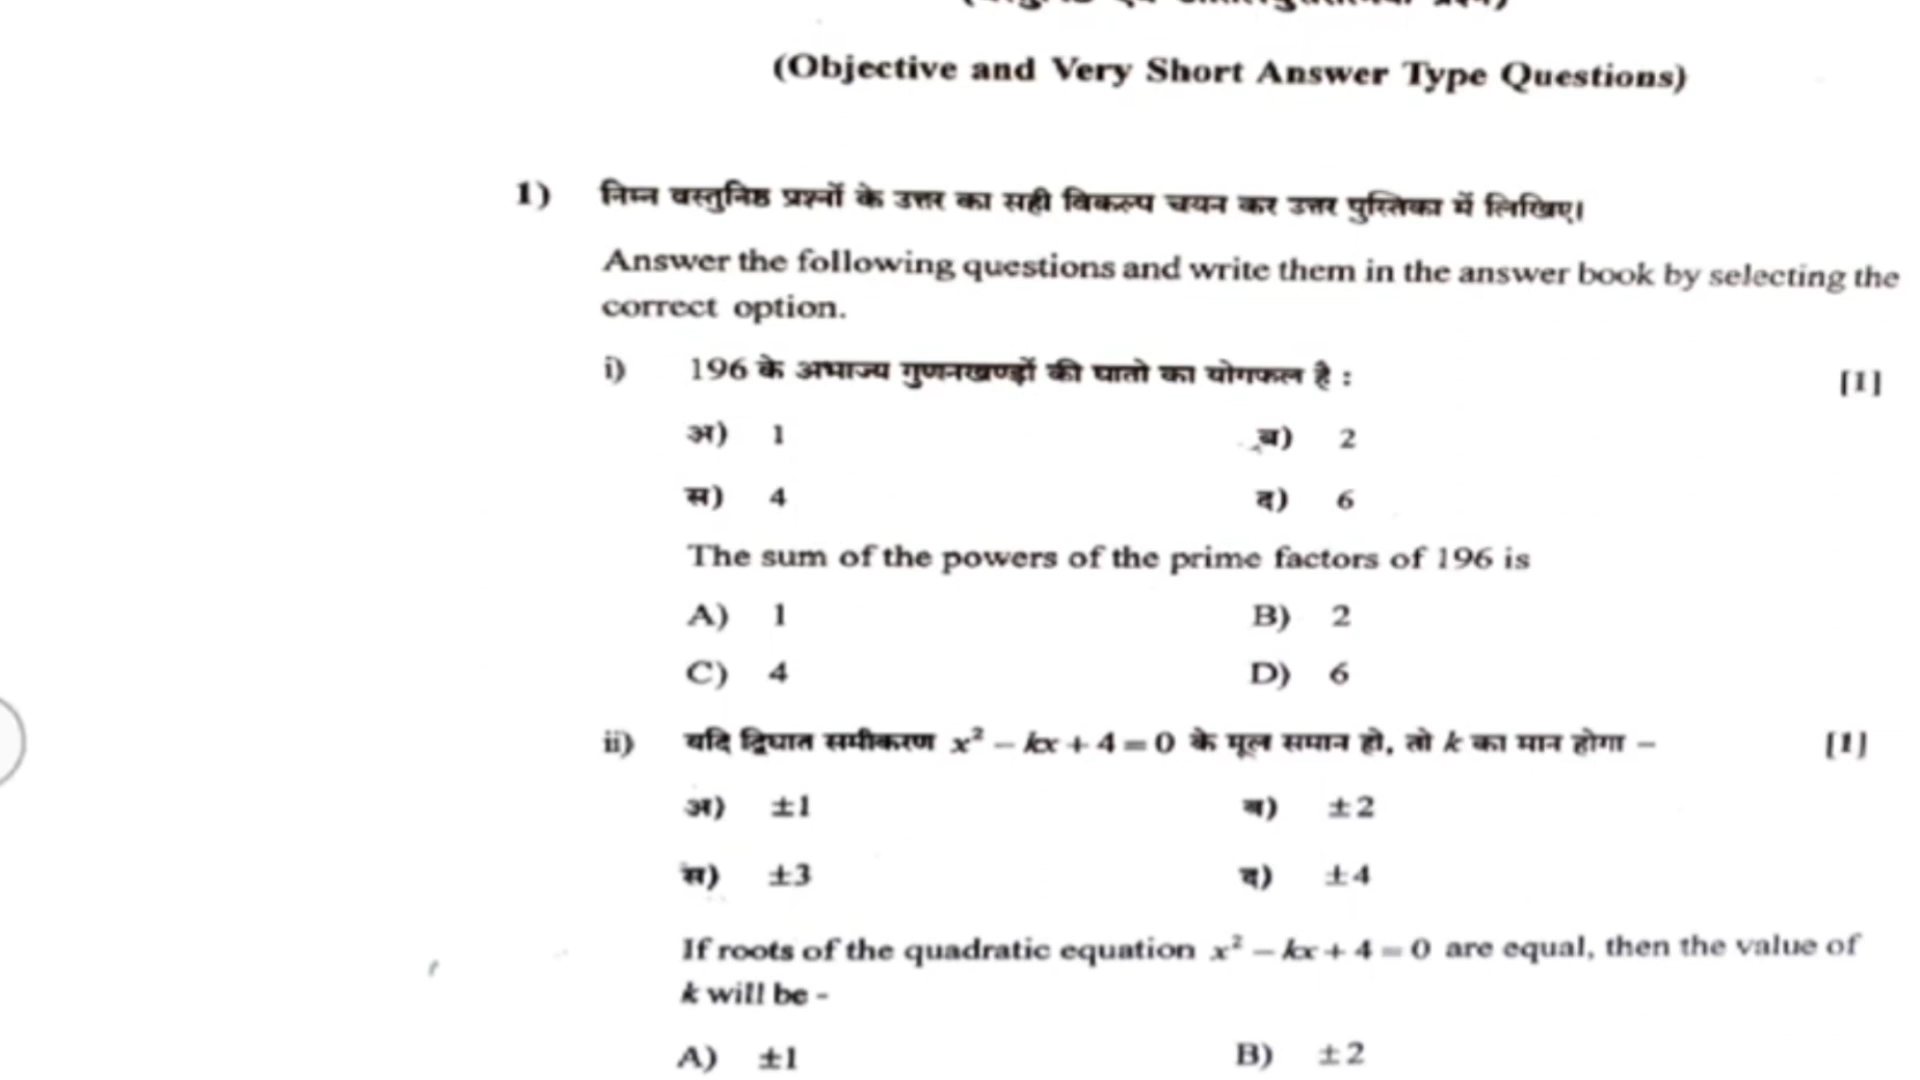 (Objective and Very Short Answer Type Questions)
1) निम्न वस्तुनिष्ठ प्रश्नों के उत्तर का सही विकल्प चयन कर उत्तर पुस्तिका में लिखिए।
Answer the following questions and write them in the answer book by selecting the
correct option.
i) 196 के अभाज्य गुणनखण्डों की घातो का योगफल है : [1]
अ) 1 ब) 2
स) 4 द) 6
The sum of the powers of the prime factors of 196 is
A) 1 B) 2
C) 4 D) 6
ii) यदि द्विघात समीकरण x² – kx + 4 = 0 के मूल समान हो, तो k का मान होगा – [1]
अ) ±1 ब) ±2
स) ±3 द) ±4
If roots of the quadratic equation x² – kx + 4 = 0 are equal, then the value of
k will be -
A) ±1 B) ±2